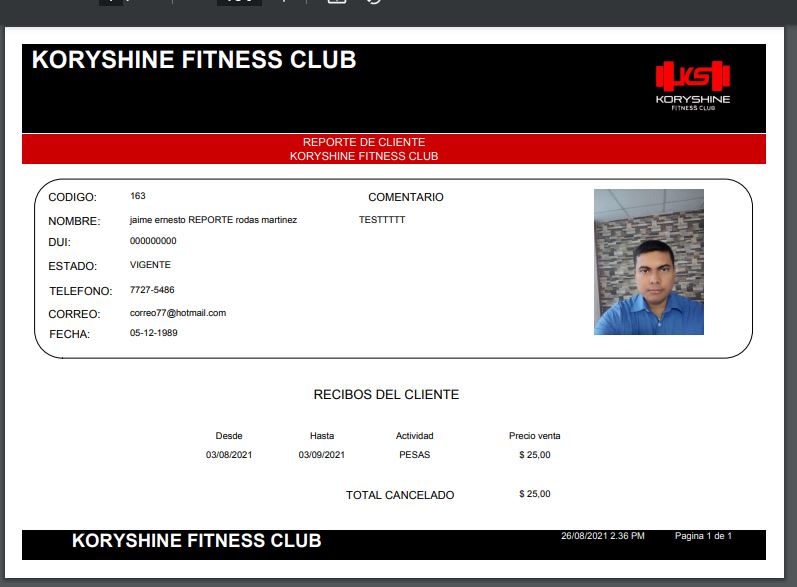 KORYSHINE FITNESS CLUB
KS
KORYSHINE
FITNESS CLUB
REPORTE DE CLIENTE
KORYSHINE FITNESS CLUB
CODIGO: 163 COMENTARIO
NOMBRE: jaime ernesto REPORTE rodas martinez TESTTTTT
DUI: 000000000
ESTADO: VIGENTE
TELEFONO: 7727-5486
CORREO: correo77@hotmail.com
FECHA: 05-12-1989
RECIBOS DEL CLIENTE
Desde Hasta Actividad Precio venta
03/08/2021 03/09/2021 PESAS $ 25,00
TOTAL CANCELADO $ 25,00
KORYSHINE FITNESS CLUB 26/08/2021 2.36 PM Pagina 1 de 1